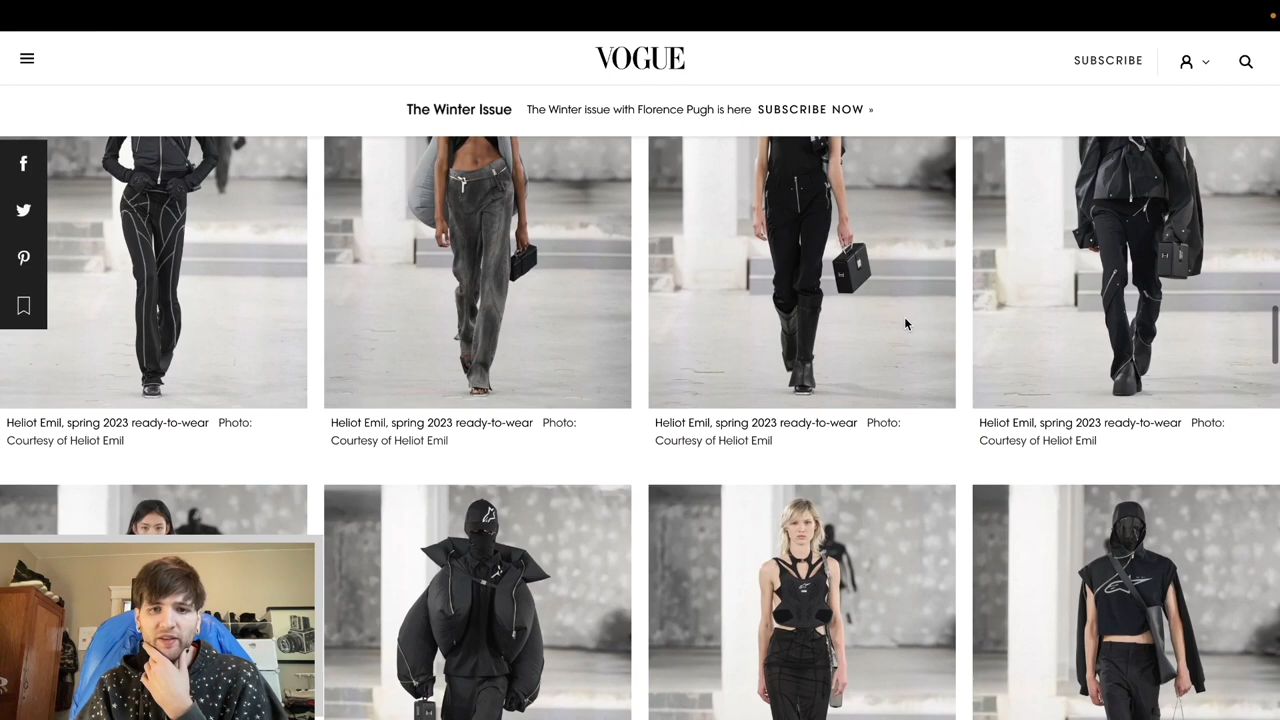 VOGUE
SUBSCRIBE
The Winter Issue The Winter issue with Florence Pugh is here SUBSCRIBE NOW »
Heliot Emil, spring 2023 ready-to-wear Photo:
Courtesy of Heliot Emil
Heliot Emil, spring 2023 ready-to-wear Photo:
Courtesy of Heliot Emil
Heliot Emil, spring 2023 ready-to-wear Photo:
Courtesy of Heliot Emil
Heliot Emil, spring 2023 ready-to-wear Photo:
Courtesy of Heliot Emil